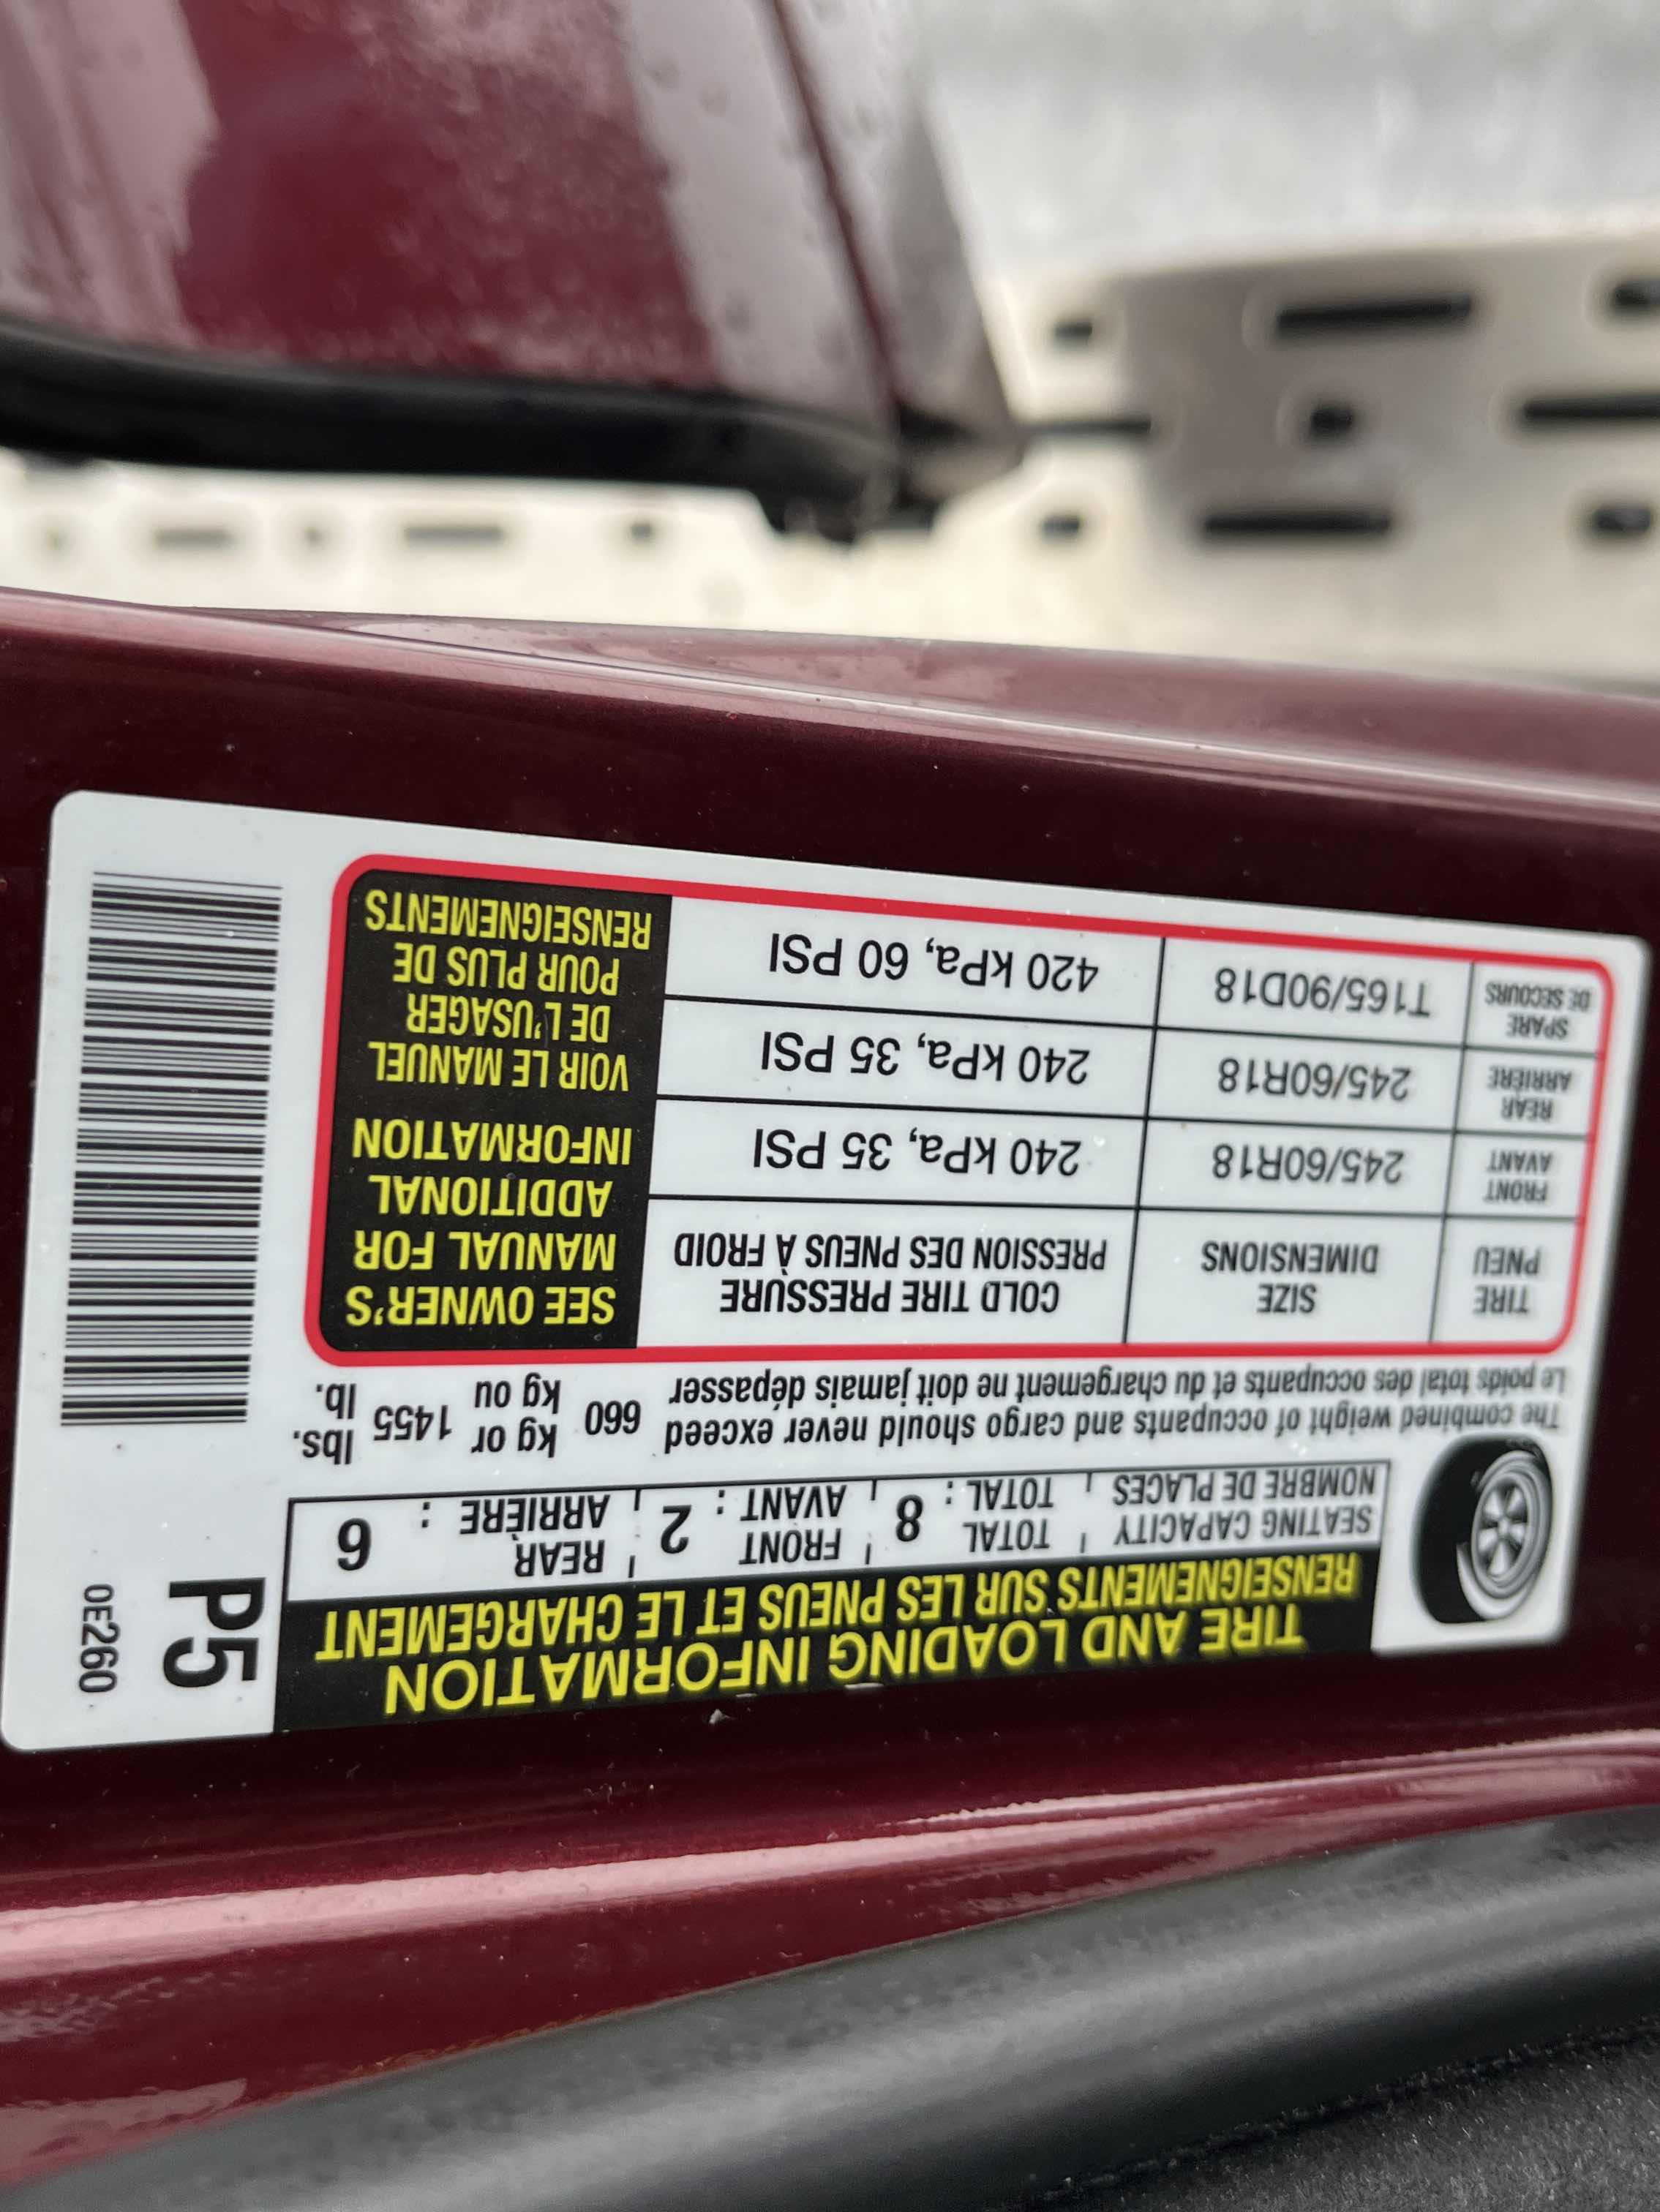 TIRE AND LOADING INFORMATION
RENSEIGNEMENTS SUR LES PNEUS ET LE CHARGEMENT
SEATING CAPACITY TOTAL FRONT REAR
NOMBRE DE PLACES TOTAL : 8 AVANT : 2 ARRIÈRE : 6
The combined weight of occupants and cargo should never exceed 660 kg or 1455 lbs.
Le poids total des occupants et du chargement ne doit jamais dépasser kg ou lb.
TIRE SIZE COLD TIRE PRESSURE
PNEU DIMENSIONS PRESSION DES PNEUS À FROID
FRONT
AVANT 245/60R18 240 kPa, 35 PSI
REAR
ARRIÈRE 245/60R18 240 kPa, 35 PSI
SPARE
DE SECOURS T165/90D18 420 kPa, 60 PSI
SEE OWNER'S
MANUAL FOR
ADDITIONAL
INFORMATION
VOIR LE MANUEL
DE L'USAGER
POUR PLUS DE
RENSEIGNEMENTS
P5
0E260